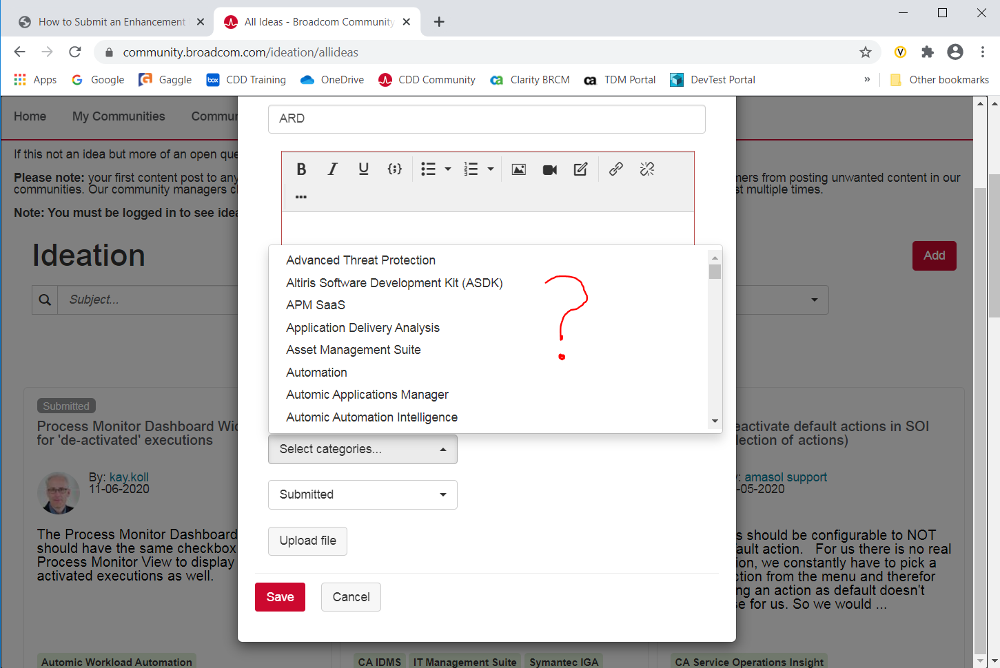 How to Submit an Enhancement
All Ideas - Broadcom Community
community.broadcom.com/ideation/allideas
Apps Google Gaggle box CDD Training OneDrive CDD Community ca Clarity BRCM ca TDM Portal DevTest Portal » Other bookmarks
Home My Communities Commun
ARD
If this not an idea but more of an open que
Please note: your first content post to any mers from posting unwanted content in our
communities. Our community managers c st multiple times.
Note: You must be logged in to see idea
Ideation
Add
Subject...
Advanced Threat Protection
Altiris Software Development Kit (ASDK)
APM SaaS
Application Delivery Analysis
Asset Management Suite
Automation
Automic Applications Manager
Automic Automation Intelligence
?
Select categories...
Submitted
Upload file
Save Cancel
Submitted
Process Monitor Dashboard Wid
for 'de-activated' executions
By: kay.koll
11-06-2020
The Process Monitor Dashboard
should have the same checkbox
Process Monitor View to display
activated executions as well.
Automic Workload Automation
CA IDMS IT Management Suite Symantec IGA
eactivate default actions in SOI
lection of actions)
y: amasol support
-05-2020
s should be configurable to NOT
ault action. For us there is no real
ion, we constantly have to pick a
ction from the menu and therefor
ng an action as default doesn't
se for us. So we would ...
CA Service Operations Insight